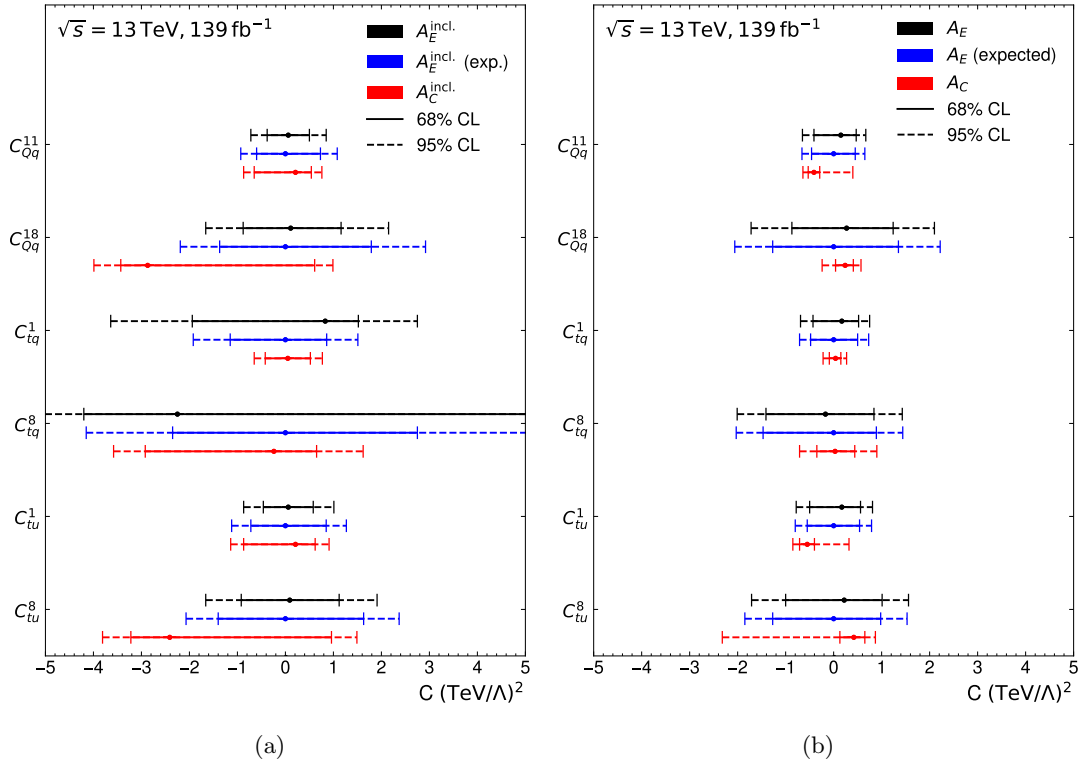 √s = 13 TeV, 139 fb⁻¹
A_E^incl.
A_E^incl. (exp.)
A_C^incl.
68% CL
95% CL
C_Qq^11
C_Qq^18
C_tq^1
C_tq^8
C_tu^1
C_tu^8
−5 −4 −3 −2 −1 0 1 2 3 4 5
C (TeV/Λ)²
(a)
√s = 13 TeV, 139 fb⁻¹
A_E
A_E (expected)
A_C
68% CL
95% CL
C_Qq^11
C_Qq^18
C_tq^1
C_tq^8
C_tu^1
C_tu^8
−5 −4 −3 −2 −1 0 1 2 3 4 5
C (TeV/Λ)²
(b)